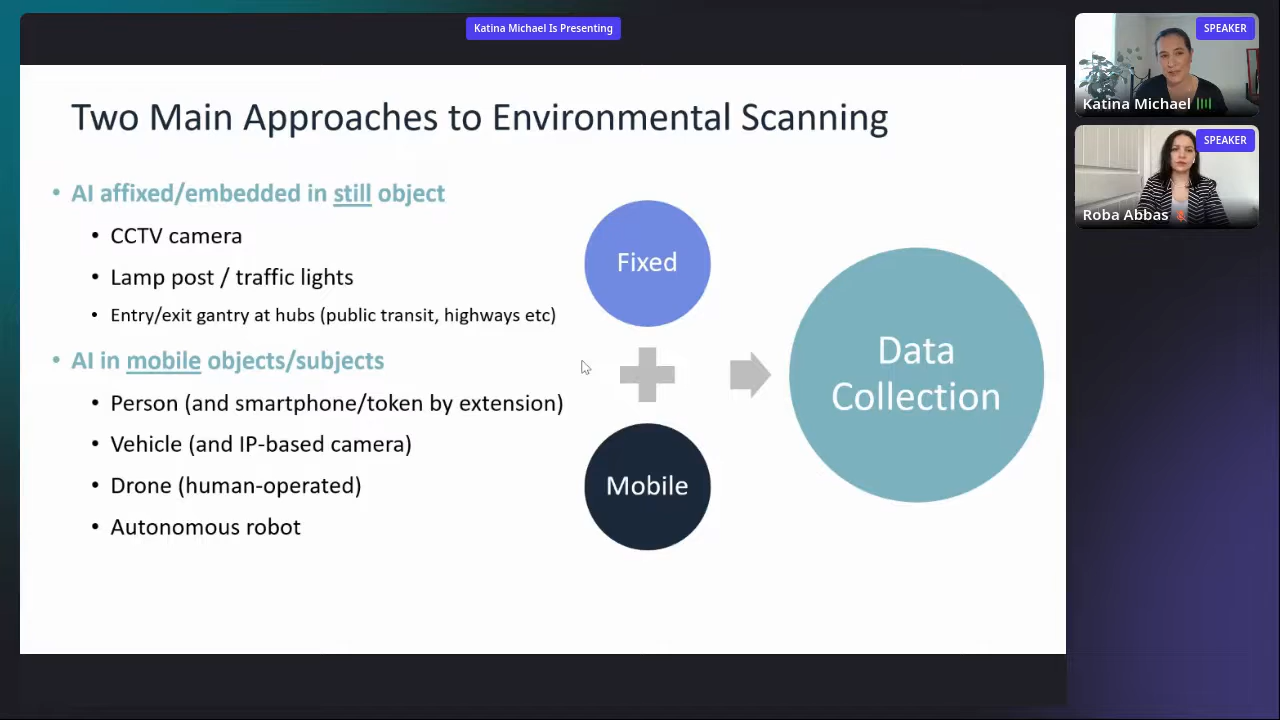 Katina Michael Is Presenting
Two Main Approaches to Environmental Scanning
• AI affixed/embedded in still object
• CCTV camera
• Lamp post / traffic lights
• Entry/exit gantry at hubs (public transit, highways etc)
• AI in mobile objects/subjects
• Person (and smartphone/token by extension)
• Vehicle (and IP-based camera)
• Drone (human-operated)
• Autonomous robot
Fixed
Mobile
Data
Collection
SPEAKER
Katina Michael
SPEAKER
Roba Abbas